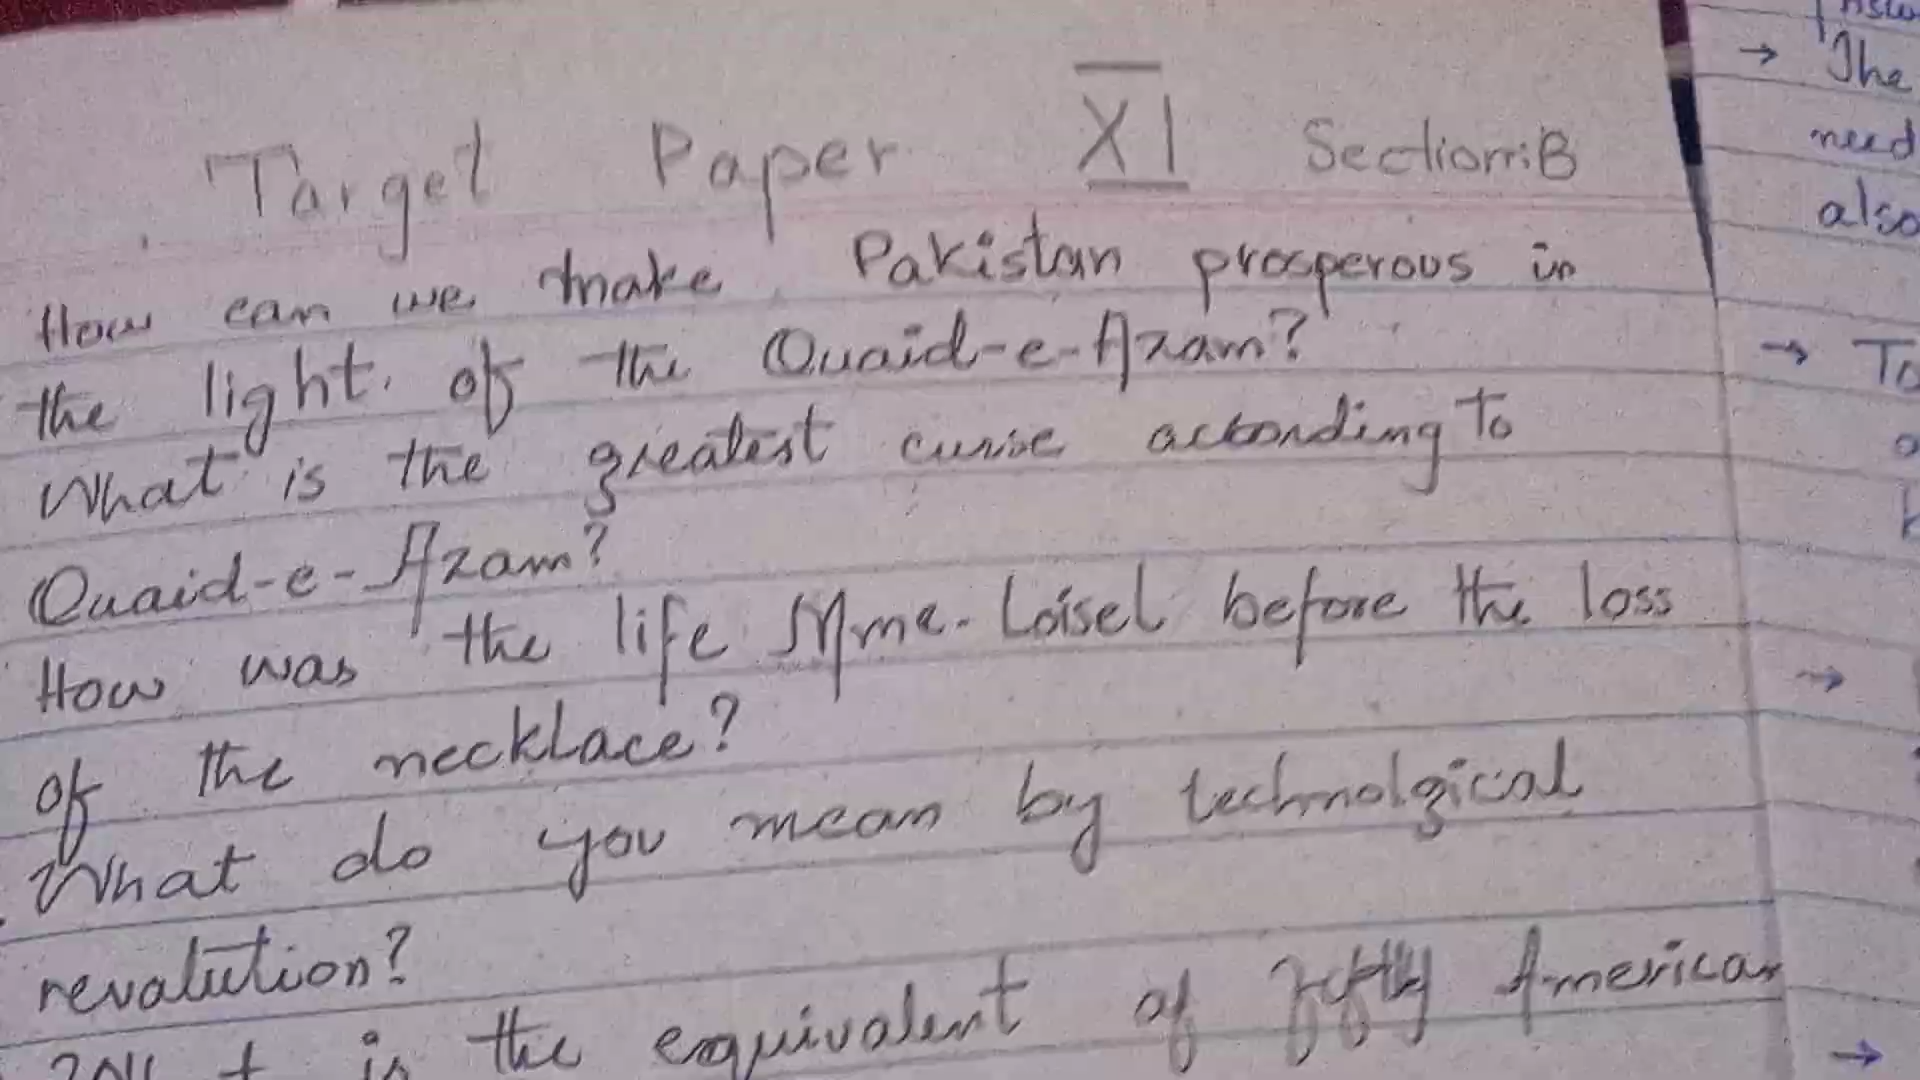 Target Paper XI Section:B
How can we make Pakistan prosperous in
the light of the Quaid-e-Azam?
What is the greatest curse according to
Quaid-e-Azam?
How was the life Mme. Loisel before the loss
of the necklace?
What do you mean by technolgical
revalution?
is the equivalent of American
→ The
need
also
→ To
→
→